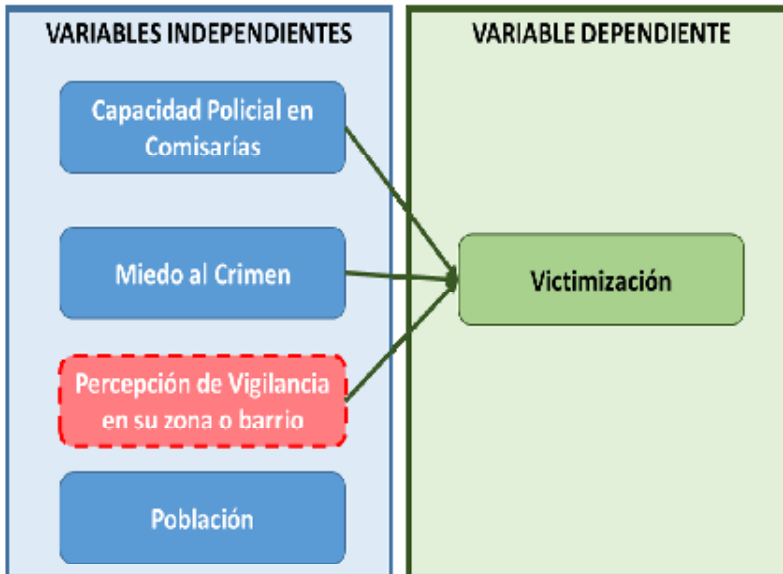 VARIABLES INDEPENDIENTES
Capacidad Policial en
Comisarías
Miedo al Crimen
Percepción de Vigilancia
en su zona o barrio
Población
VARIABLE DEPENDIENTE
Victimización